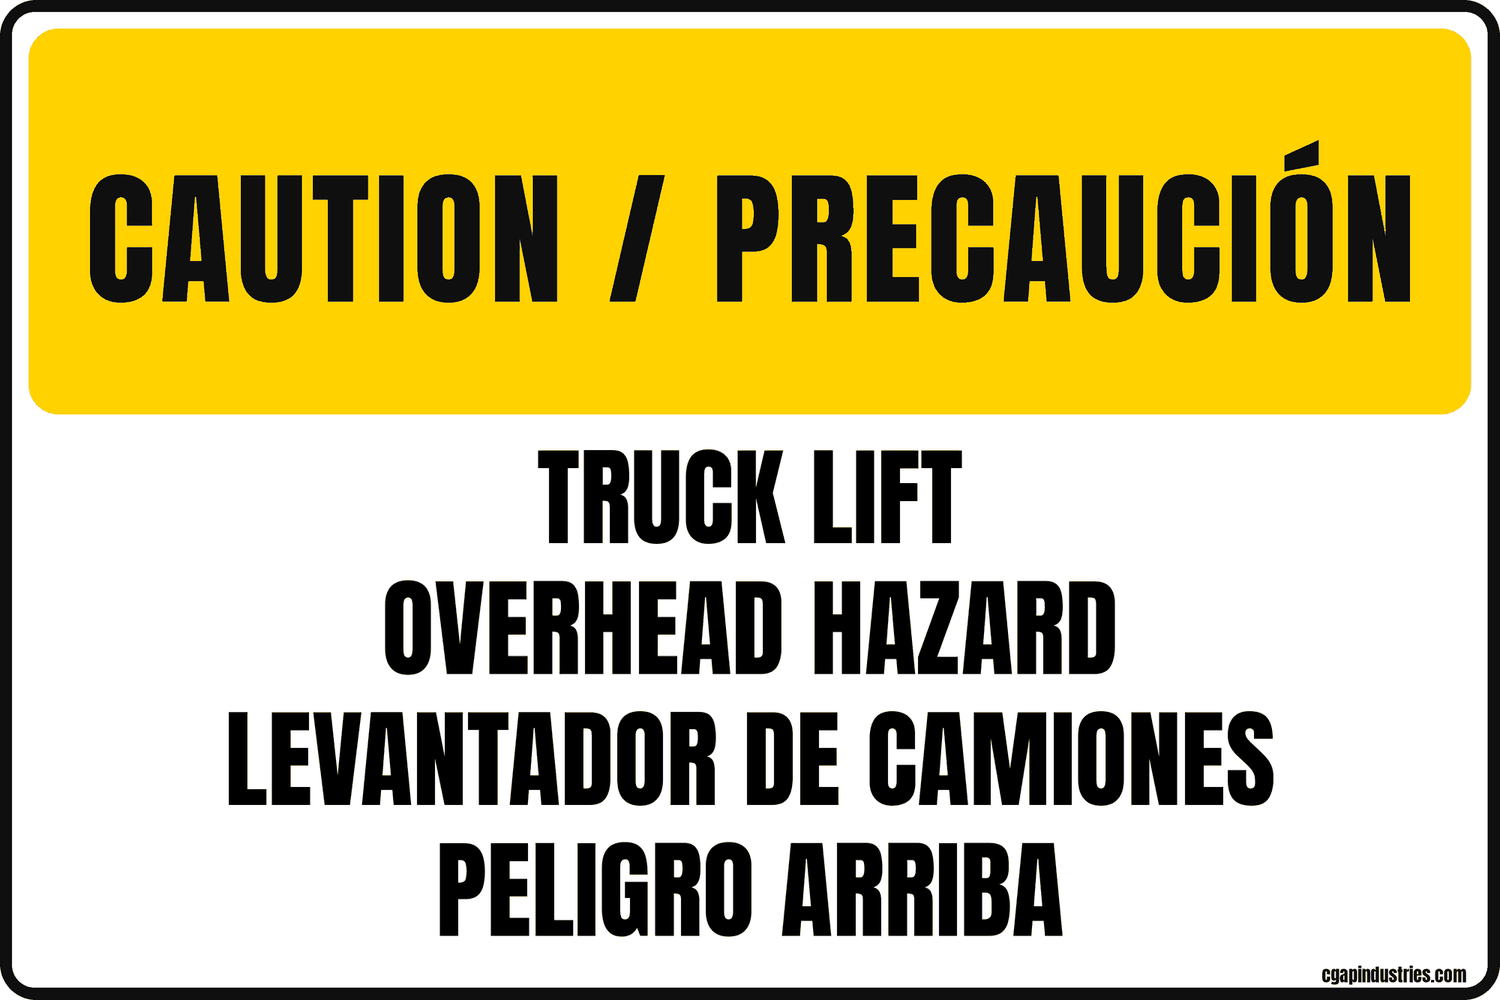 CAUTION / PRECAUCIÓN
TRUCK LIFT
OVERHEAD HAZARD
LEVANTADOR DE CAMIONES
PELIGRO ARRIBA
cgapindustries.com